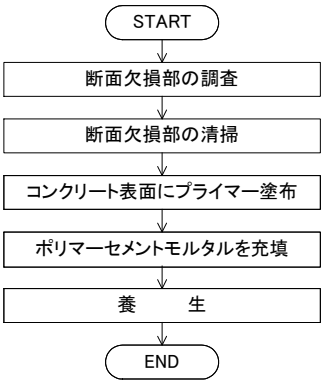 START
断面欠損部の調査
断面欠損部の清掃
コンクリート表面にプライマー塗布
ポリマーセメントモルタルを充填
養　　生
END